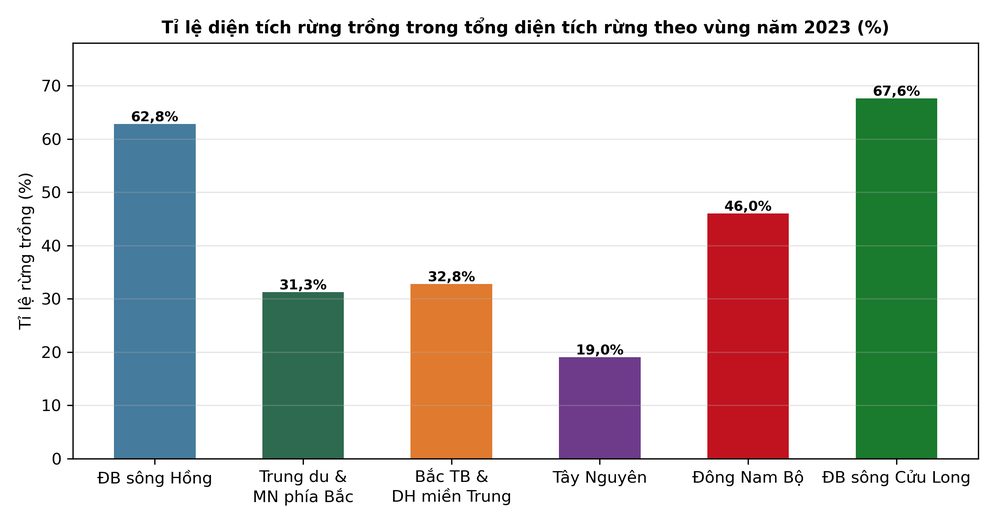 Tỉ lệ diện tích rừng trồng trong tổng diện tích rừng theo vùng năm 2023 (%)
Tỉ lệ rừng trồng (%)
70
60
50
40
30
20
10
0
62,8%
31,3%
32,8%
19,0%
46,0%
67,6%
ĐB sông Hồng
Trung du &
MN phía Bắc
Bắc TB &
DH miền Trung
Tây Nguyên
Đông Nam Bộ
ĐB sông Cửu Long